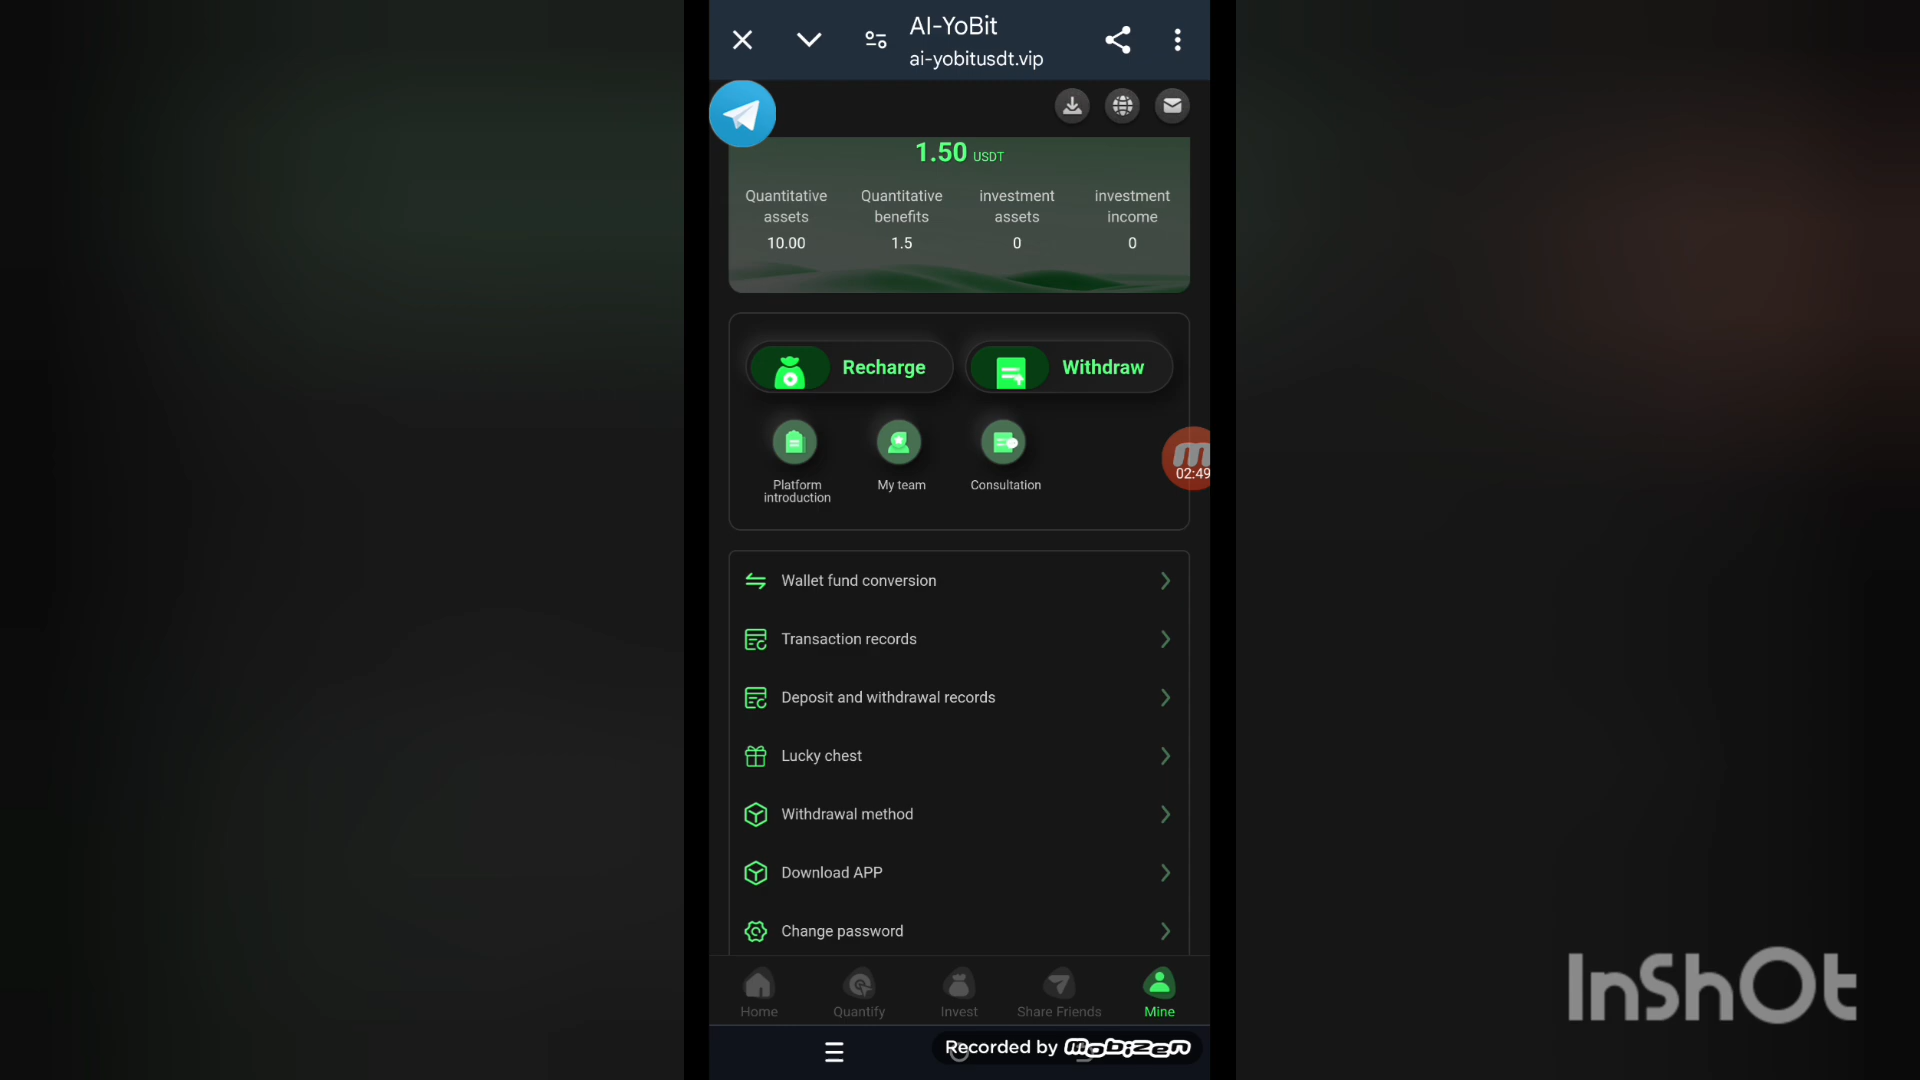 AI-YoBit
ai-yobitusdt.vip
1.50 USDT
Quantitative assets
10.00
Quantitative benefits
1.5
investment assets
0
investment income
0
Recharge
Withdraw
Platform introduction
My team
Consultation
02:49
Wallet fund conversion
Transaction records
Deposit and withdrawal records
Lucky chest
Withdrawal method
Download APP
Change password
Home
Quantify
Invest
Share Friends
Mine
Recorded by mobizen
InShOt